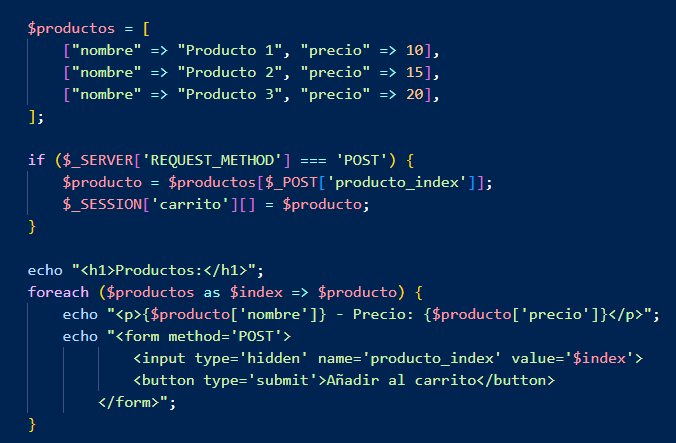 $productos = [
    ["nombre" => "Producto 1", "precio" => 10],
    ["nombre" => "Producto 2", "precio" => 15],
    ["nombre" => "Producto 3", "precio" => 20],
];

if ($_SERVER['REQUEST_METHOD'] === 'POST') {
    $producto = $productos[$_POST['producto_index']];
    $_SESSION['carrito'][] = $producto;
}

echo "<h1>Productos:</h1>";
foreach ($productos as $index => $producto) {
    echo "<p>{$producto['nombre']} - Precio: {$producto['precio']}</p>";
    echo "<form method='POST'>
            <input type='hidden' name='producto_index' value='$index'>
            <button type='submit'>Añadir al carrito</button>
        </form>";
}